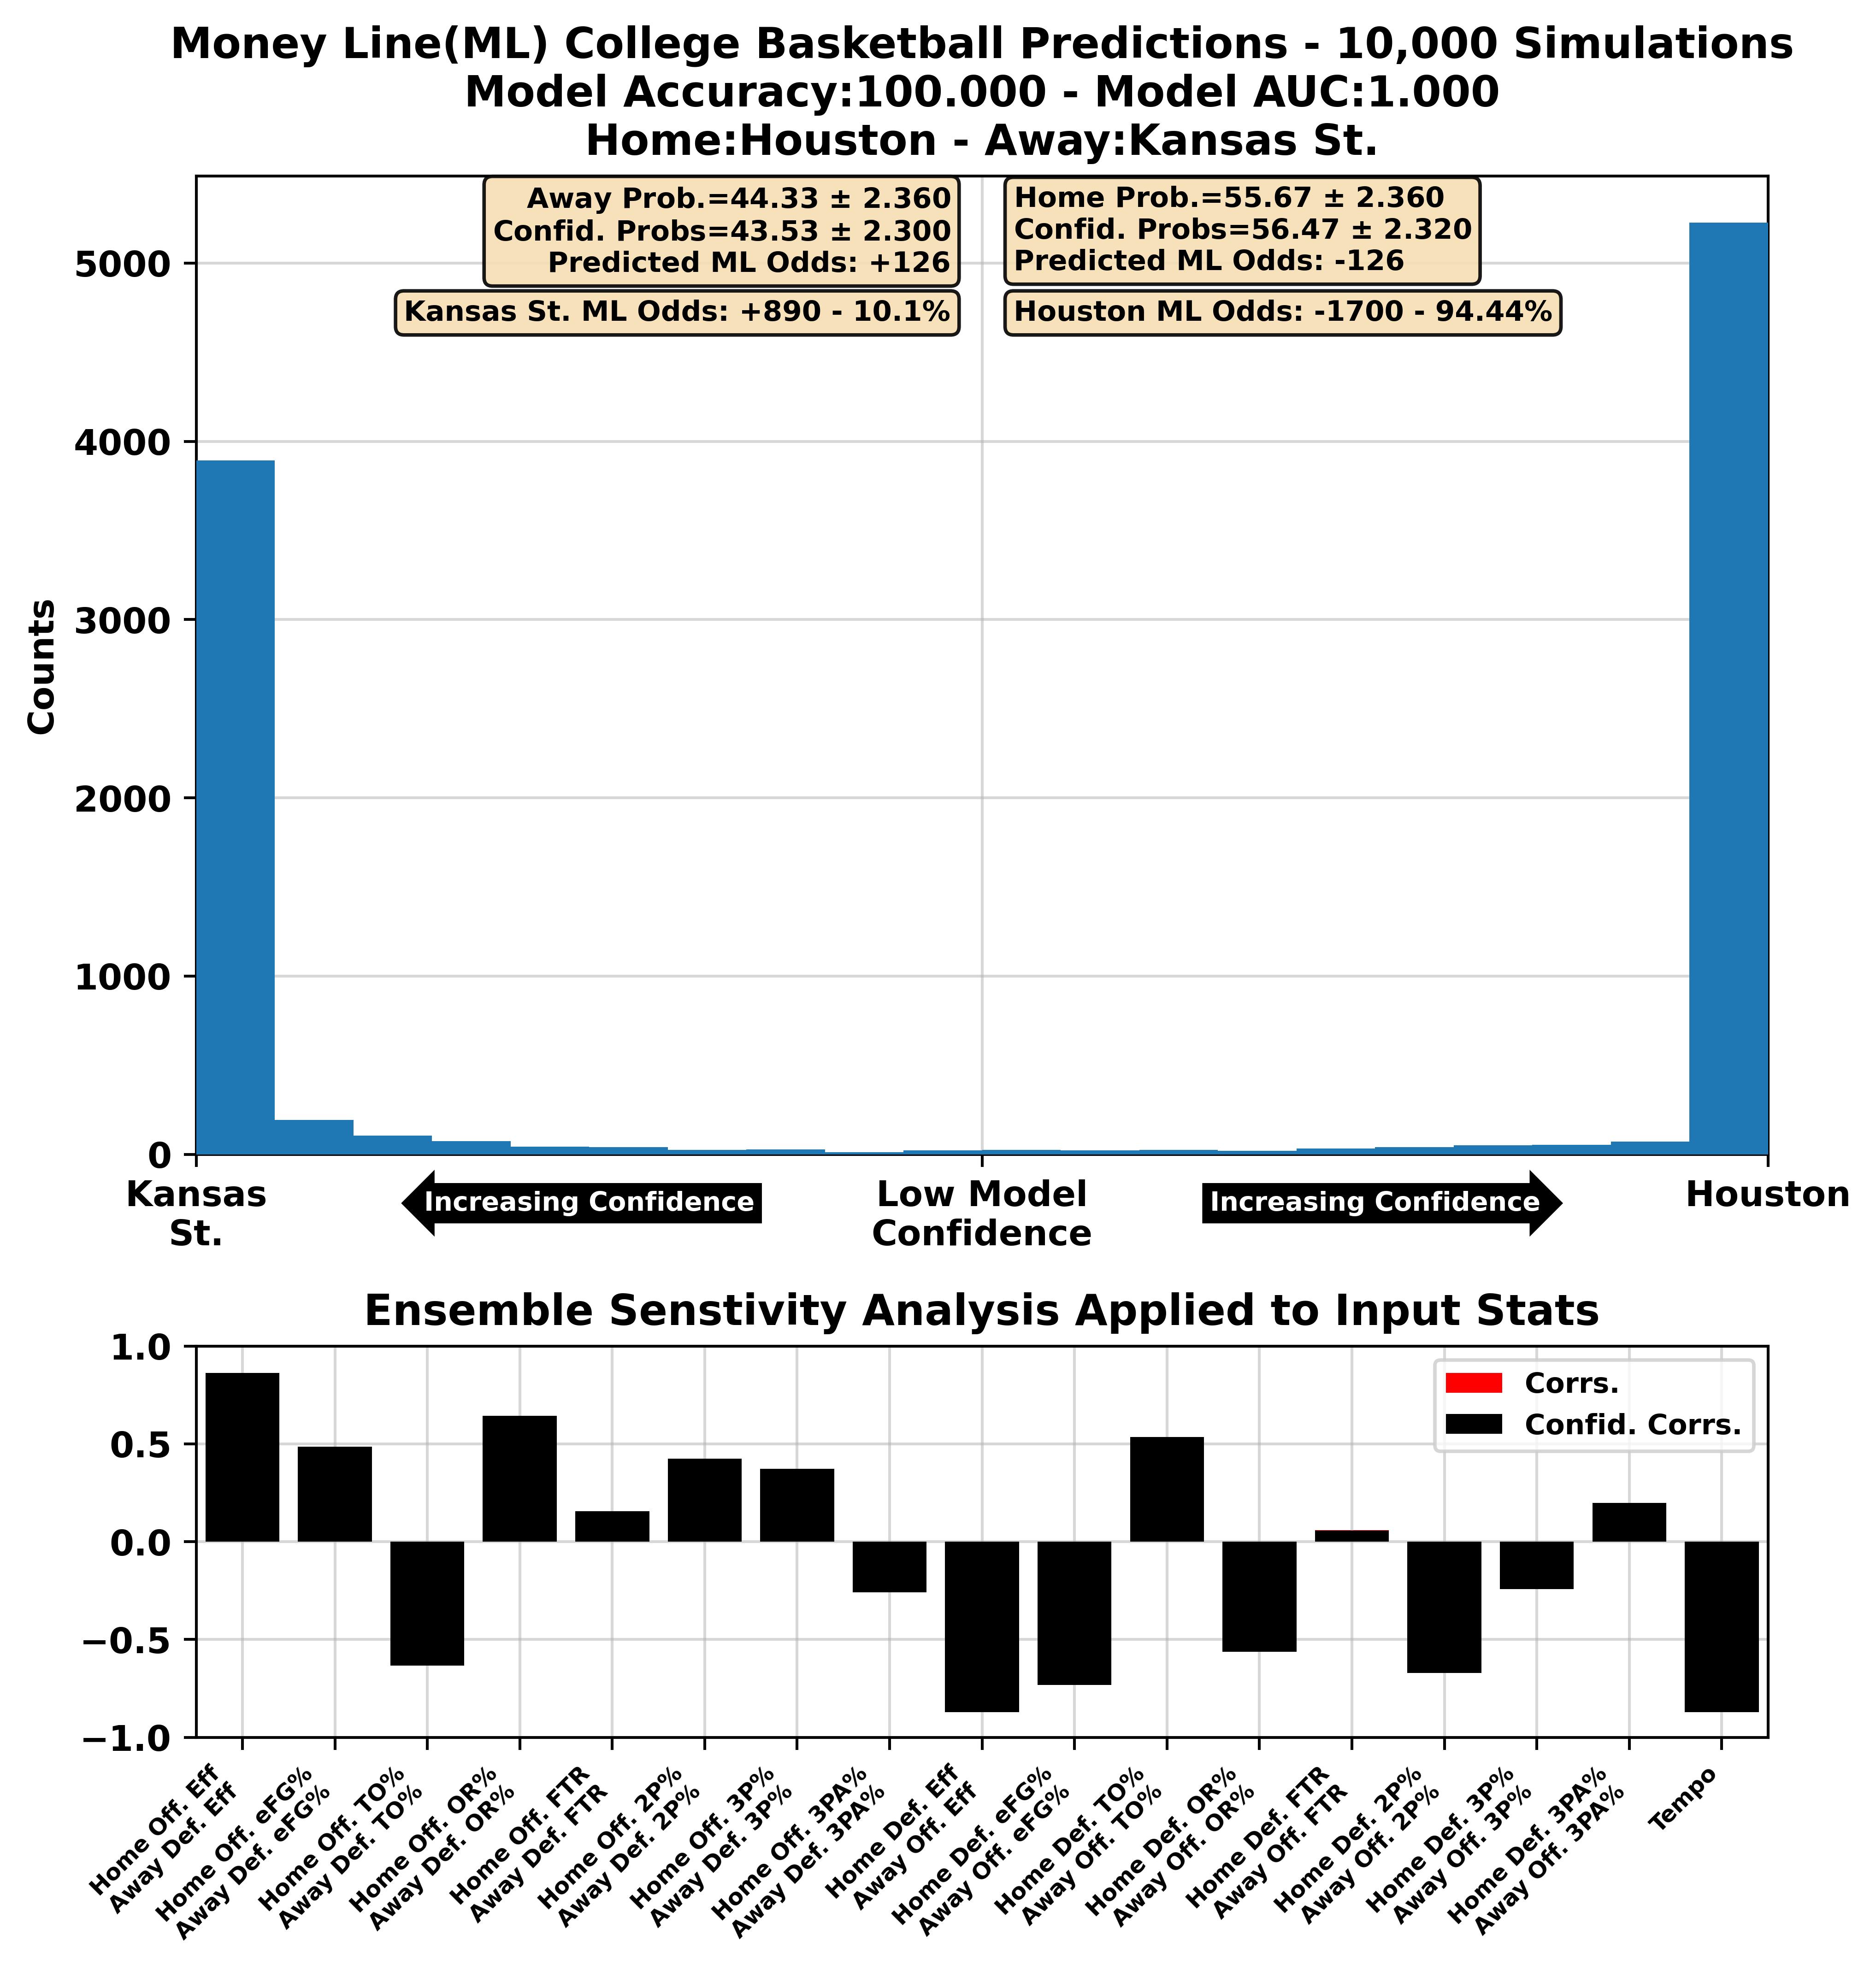 Money Line(ML) College Basketball Predictions - 10,000 Simulations
Model Accuracy:100.000 - Model AUC:1.000
Home:Houston - Away:Kansas St.
Away Prob.=44.33 ± 2.360
Confid. Probs=43.53 ± 2.300
Predicted ML Odds: +126
Kansas St. ML Odds: +890 - 10.1%
Home Prob.=55.67 ± 2.360
Confid. Probs=56.47 ± 2.320
Predicted ML Odds: -126
Houston ML Odds: -1700 - 94.44%
Counts
5000
4000
3000
2000
1000
0
Kansas
St.
Increasing Confidence
Low Model
Confidence
Increasing Confidence
Houston
Ensemble Senstivity Analysis Applied to Input Stats
1.0
0.5
0.0
−0.5
−1.0
Corrs.
Confid. Corrs.
Home Off. Eff
Away Def. Eff
Home Off. eFG%
Away Def. eFG%
Home Off. TO%
Away Def. TO%
Home Off. OR%
Away Def. OR%
Home Off. FTR
Away Def. FTR
Home Off. 2P%
Away Def. 2P%
Home Off. 3P%
Away Def. 3P%
Home Off. 3PA%
Away Def. 3PA%
Home Def. Eff
Away Off. Eff
Home Def. eFG%
Away Off. eFG%
Home Def. TO%
Away Off. TO%
Home Def. OR%
Away Off. OR%
Home Def. FTR
Away Off. FTR
Home Def. 2P%
Away Off. 2P%
Home Def. 3P%
Away Off. 3P%
Home Def. 3PA%
Away Off. 3PA%
Tempo